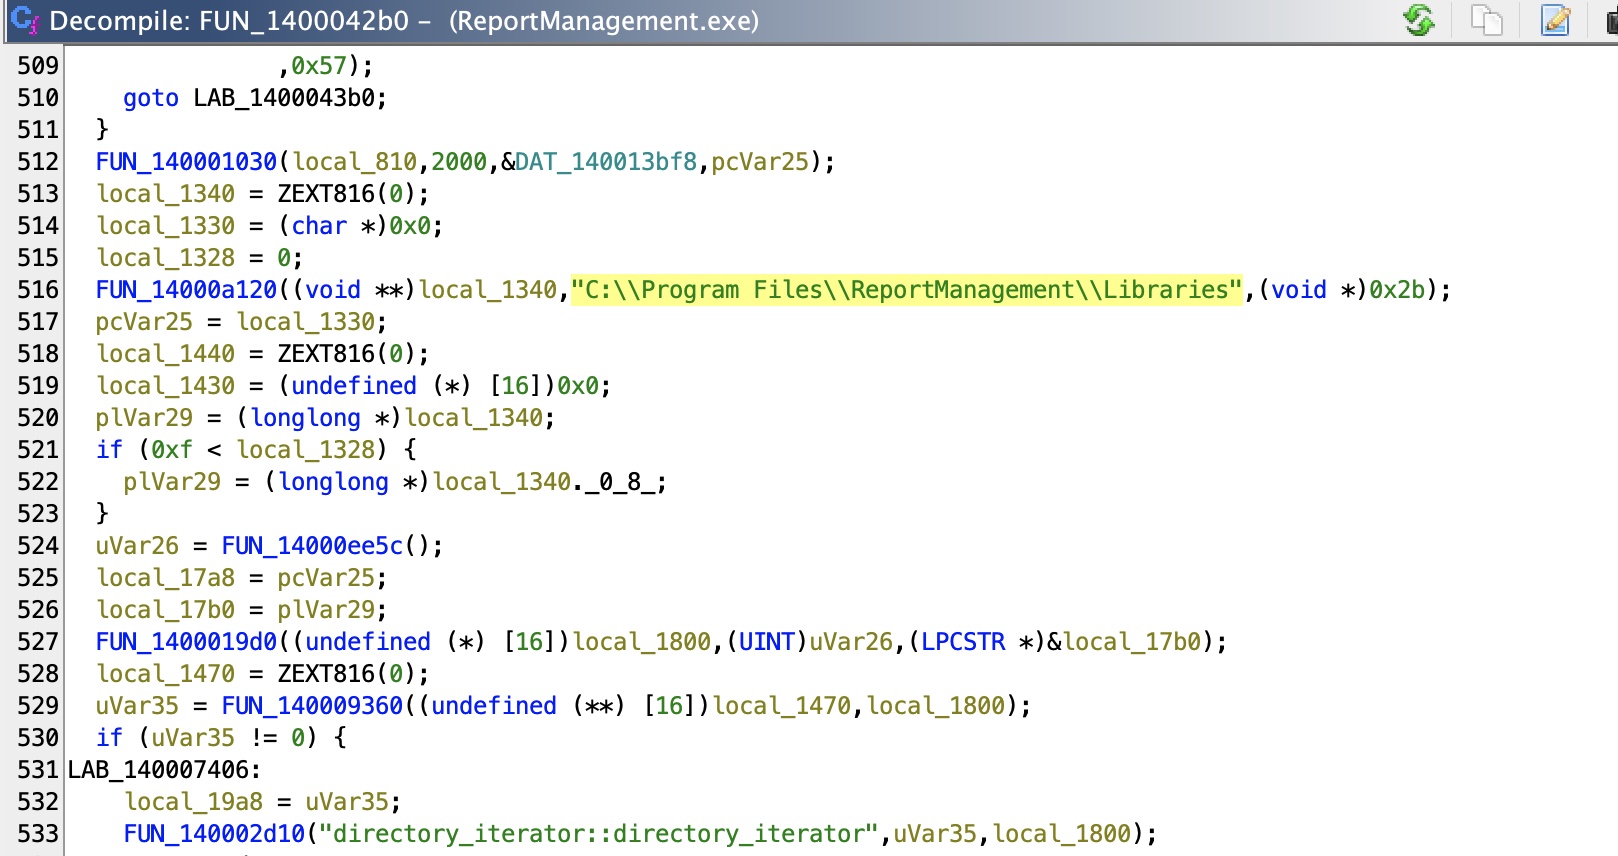 Decompile: FUN_1400042b0 – (ReportManagement.exe)
509 ,0x57);
510 goto LAB_1400043b0;
511 }
512 FUN_140001030(local_810,2000,&DAT_140013bf8,pcVar25);
513 local_1340 = ZEXT816(0);
514 local_1330 = (char *)0x0;
515 local_1328 = 0;
516 FUN_14000a120((void **)local_1340,"C:\\Program Files\\ReportManagement\\Libraries",(void *)0x2b);
517 pcVar25 = local_1330;
518 local_1440 = ZEXT816(0);
519 local_1430 = (undefined (*) [16])0x0;
520 plVar29 = (longlong *)local_1340;
521 if (0xf < local_1328) {
522 plVar29 = (longlong *)local_1340._0_8_;
523 }
524 uVar26 = FUN_14000ee5c();
525 local_17a8 = pcVar25;
526 local_17b0 = plVar29;
527 FUN_1400019d0((undefined (*) [16])local_1800,(UINT)uVar26,(LPCSTR *)&local_17b0);
528 local_1470 = ZEXT816(0);
529 uVar35 = FUN_140009360((undefined (**) [16])local_1470,local_1800);
530 if (uVar35 != 0) {
531 LAB_140007406:
532 local_19a8 = uVar35;
533 FUN_140002d10("directory_iterator::directory_iterator",uVar35,local_1800);